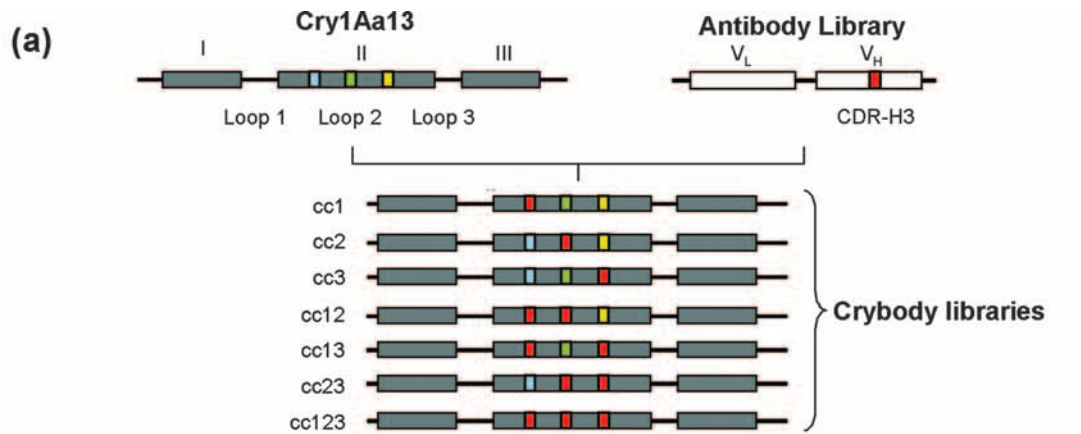 (a)
Cry1Aa13
I II III
Loop 1 Loop 2 Loop 3
Antibody Library
VL VH
CDR-H3
cc1
cc2
cc3
cc12
cc13
cc23
cc123
Crybody libraries